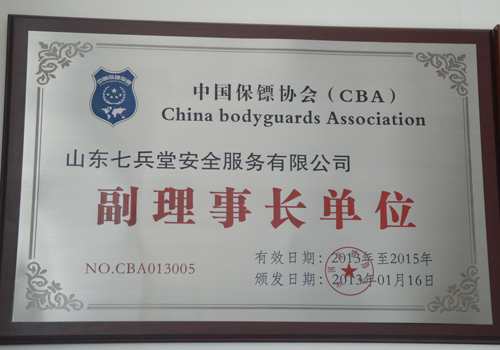 中国保镖协会（CBA）
China bodyguards Association
山东七兵堂安全服务有限公司
副理事长单位
有效日期：2013年至2015年
NO.CBA013005
颁发日期：2013年01月16日